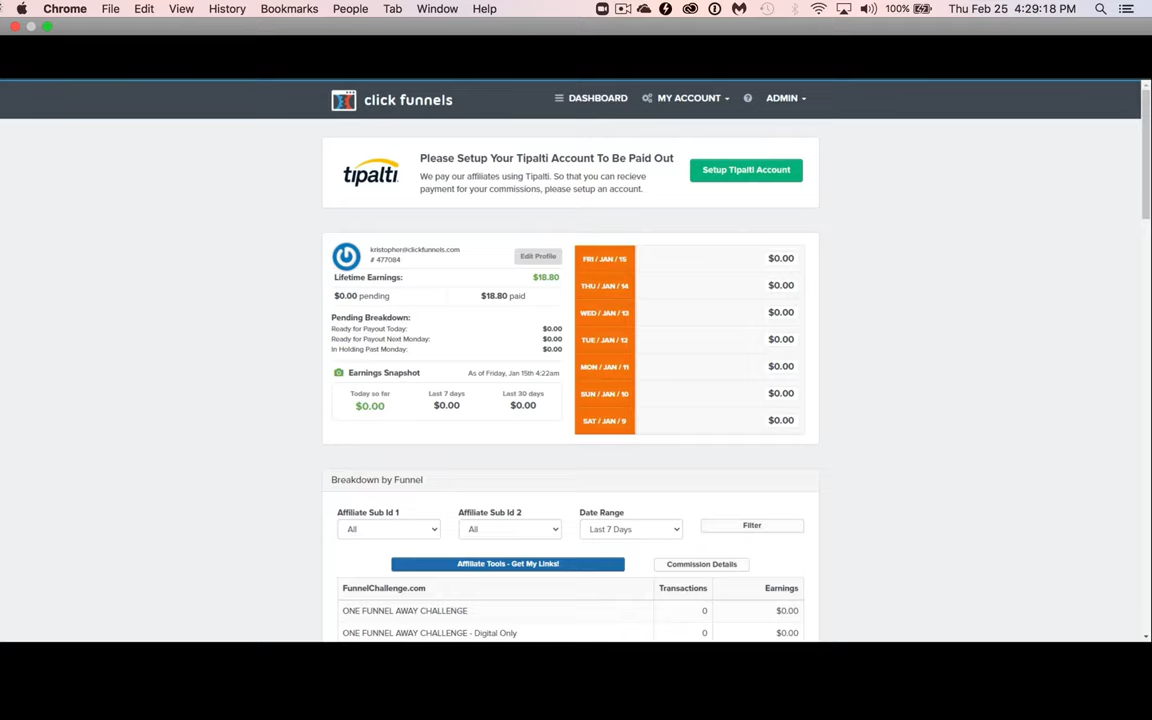 Chrome File Edit View History Bookmarks People Tab Window Help 100% Thu Feb 25 4:29:18 PM
click funnels DASHBOARD MY ACCOUNT ADMIN
tipalti
Please Setup Your Tipalti Account To Be Paid Out
We pay our affiliates using Tipalti. So that you can recieve
payment for your commissions, please setup an account.
Setup Tipalti Account
kristopher@clickfunnels.com
# 477084
Edit Profile
Lifetime Earnings: $18.80
$0.00 pending $18.80 paid
Pending Breakdown:
Ready for Payout Today: $0.00
Ready for Payout Next Monday: $0.00
In Holding Past Monday: $0.00
Earnings Snapshot As of Friday, Jan 15th 4:22am
Today so far Last 7 days Last 30 days
$0.00 $0.00 $0.00
FRI / JAN / 15 $0.00
THU / JAN / 14 $0.00
WED / JAN / 13 $0.00
TUE / JAN / 12 $0.00
MON / JAN / 11 $0.00
SUN / JAN / 10 $0.00
SAT / JAN / 9 $0.00
Breakdown by Funnel
Affiliate Sub Id 1 Affiliate Sub Id 2 Date Range
All All Last 7 Days Filter
Affiliate Tools - Get My Links! Commission Details
FunnelChallenge.com Transactions Earnings
ONE FUNNEL AWAY CHALLENGE 0 $0.00
ONE FUNNEL AWAY CHALLENGE - Digital Only 0 $0.00